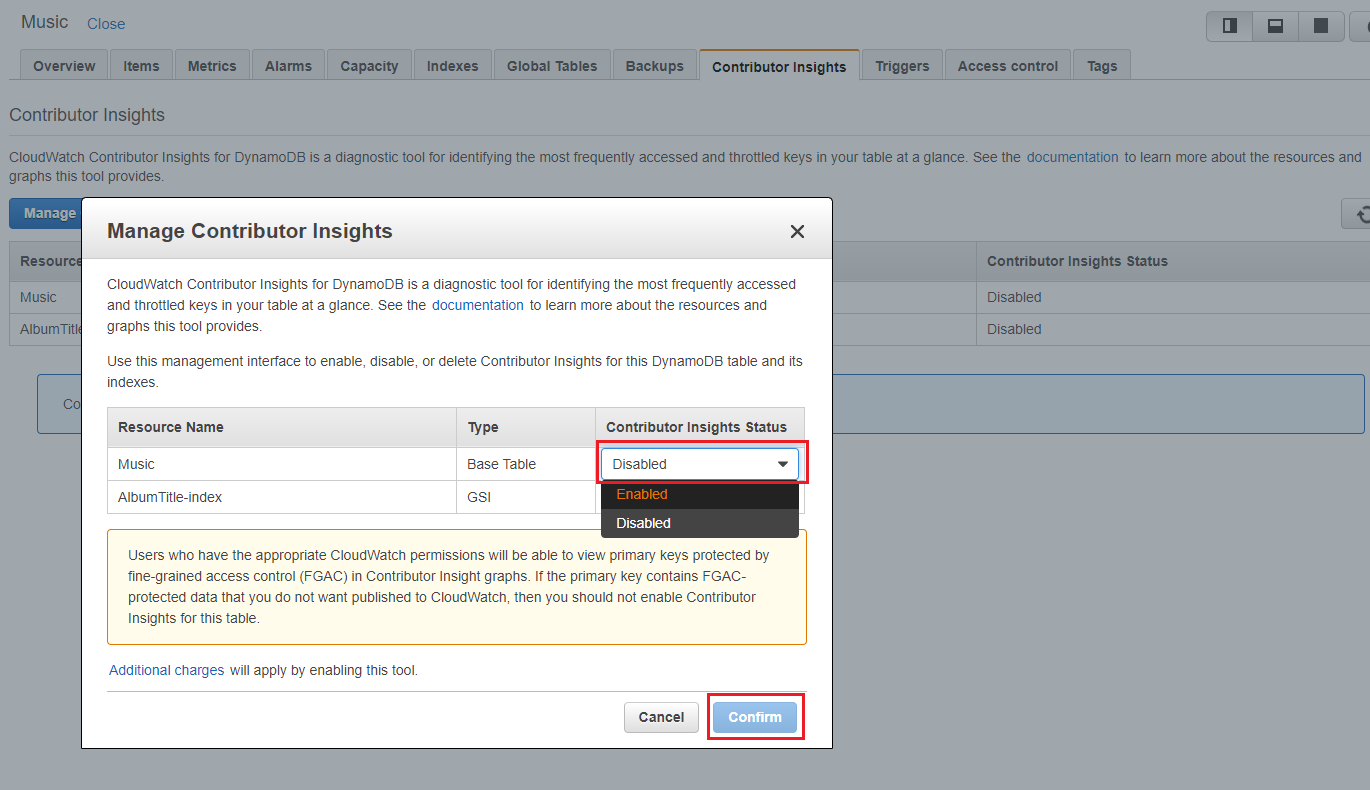 Music Close
Overview Items Metrics Alarms Capacity Indexes Global Tables Backups Contributor Insights Triggers Access control Tags
Contributor Insights
CloudWatch Contributor Insights for DynamoDB is a diagnostic tool for identifying the most frequently accessed and throttled keys in your table at a glance. See the documentation to learn more about the resources and
graphs this tool provides.
Manage
Resource Contributor Insights Status
Music Disabled
AlbumTitle Disabled
Co
Manage Contributor Insights
CloudWatch Contributor Insights for DynamoDB is a diagnostic tool for identifying the most frequently accessed
and throttled keys in your table at a glance. See the documentation to learn more about the resources and
graphs this tool provides.
Use this management interface to enable, disable, or delete Contributor Insights for this DynamoDB table and its
indexes.
Resource Name Type Contributor Insights Status
Music Base Table Disabled
AlbumTitle-index GSI
Enabled
Disabled
Users who have the appropriate CloudWatch permissions will be able to view primary keys protected by
fine-grained access control (FGAC) in Contributor Insight graphs. If the primary key contains FGAC-
protected data that you do not want published to CloudWatch, then you should not enable Contributor
Insights for this table.
Additional charges will apply by enabling this tool.
Cancel Confirm